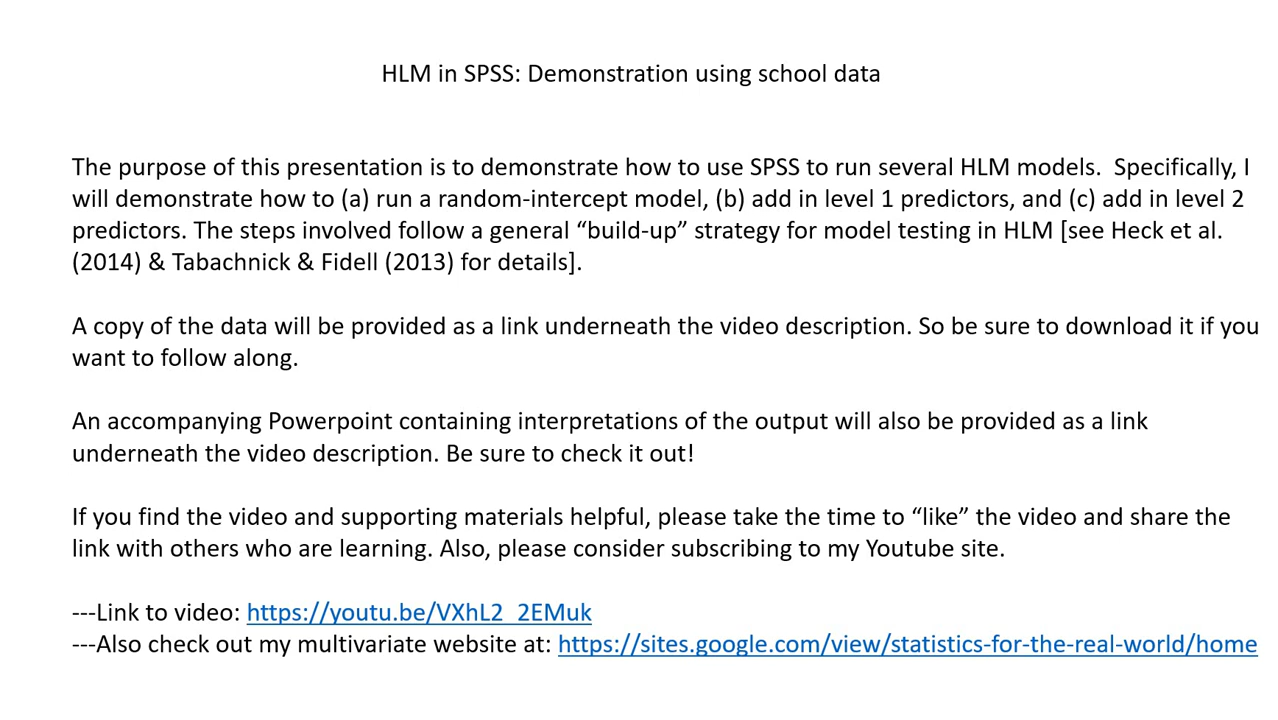 HLM in SPSS: Demonstration using school data
The purpose of this presentation is to demonstrate how to use SPSS to run several HLM models.  Specifically, I
will demonstrate how to (a) run a random-intercept model, (b) add in level 1 predictors, and (c) add in level 2
predictors. The steps involved follow a general “build-up” strategy for model testing in HLM [see Heck et al.
(2014) & Tabachnick & Fidell (2013) for details].
A copy of the data will be provided as a link underneath the video description. So be sure to download it if you
want to follow along.
An accompanying Powerpoint containing interpretations of the output will also be provided as a link
underneath the video description. Be sure to check it out!
If you find the video and supporting materials helpful, please take the time to “like” the video and share the
link with others who are learning. Also, please consider subscribing to my Youtube site.
---Link to video: https://youtu.be/VXhL2_2EMuk
---Also check out my multivariate website at: https://sites.google.com/view/statistics-for-the-real-world/home